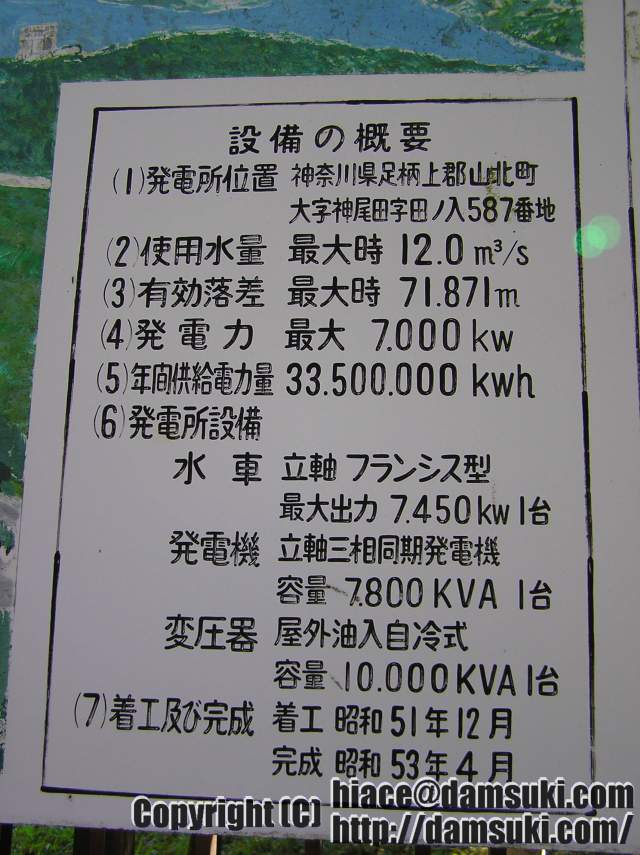 設備の概要
(1)発電所位置 神奈川県足柄上郡山北町
大字神尾田字田ノ入587番地
(2)使用水量 最大時 12.0 m³/s
(3)有効落差 最大時 71.871m
(4)発電力 最大 7.000 kw
(5)年間供給電力量 33.500.000 kwh
(6)発電所設備
水車 立軸 フランシス型
最大出力 7.450kw 1台
発電機 立軸三相同期発電機
容量 7.800 KVA 1台
変圧器 屋外油入自冷式
容量 10.000KVA 1台
(7)着工及び完成 着工 昭和51年12月
完成 昭和53年4月
Copyright (C) hiace@damsuki.com
http://damsuki.com/